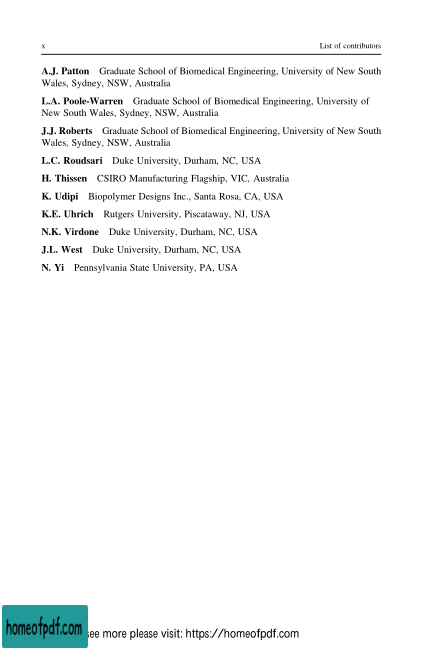 x List of contributors
A.J. Patton Graduate School of Biomedical Engineering, University of New South
Wales, Sydney, NSW, Australia
L.A. Poole-Warren Graduate School of Biomedical Engineering, University of
New South Wales, Sydney, NSW, Australia
J.J. Roberts Graduate School of Biomedical Engineering, University of New South
Wales, Sydney, NSW, Australia
L.C. Roudsari Duke University, Durham, NC, USA
H. Thissen CSIRO Manufacturing Flagship, VIC, Australia
K. Udipi Biopolymer Designs Inc., Santa Rosa, CA, USA
K.E. Uhrich Rutgers University, Piscataway, NJ, USA
N.K. Virdone Duke University, Durham, NC, USA
J.L. West Duke University, Durham, NC, USA
N. Yi Pennsylvania State University, PA, USA
homeofpdf.com see more please visit: https://homeofpdf.com